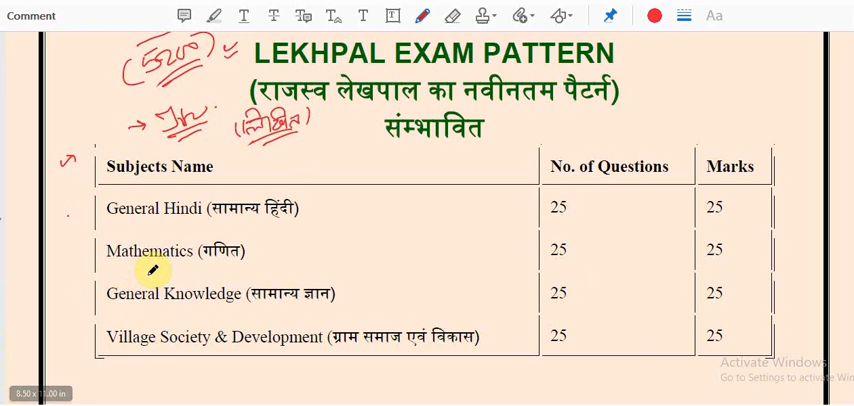 Comment
T T T T T
Aa
LEKHPAL EXAM PATTERN
(5200)
(राजस्व लेखपाल का नवीनतम पैटर्न)
(लिखित)
संम्भावित
Subjects Name No. of Questions Marks
General Hindi (सामान्य हिंदी) 25 25
Mathematics (गणित) 25 25
General Knowledge (सामान्य ज्ञान) 25 25
Village Society & Development (ग्राम समाज एवं विकास) 25 25
Activate Windows
Go to Settings to activate Win
8.50 x 11.00 in